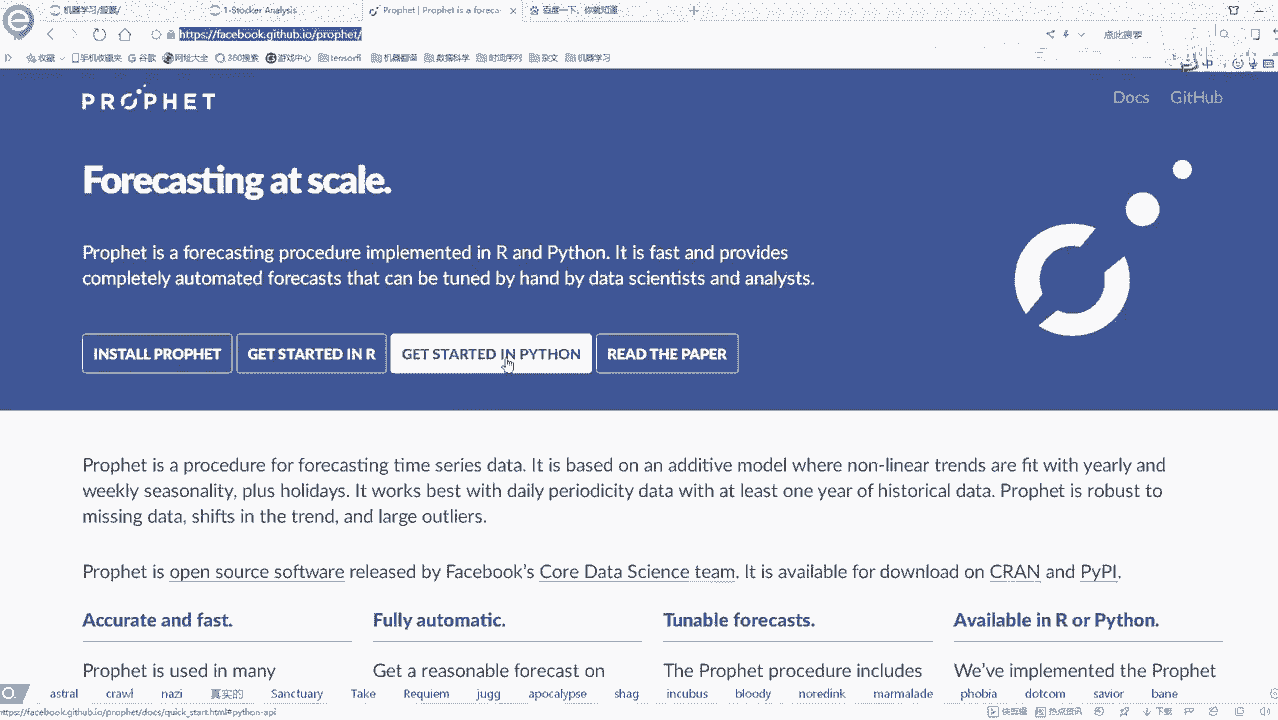 机器学习/智慧/
1-Stocker Analysis
Prophet | Prophet is a foreca
百度一下，你就知道
https://facebook.github.io/prophet/
点此搜索
收藏 手机收藏夹 谷歌 网址大全 360搜索 游戏中心 tensorfl 机器翻译 数据科学 时间序列 杂文 机器学习
PROPHET
Docs GitHub
Forecasting at scale.
Prophet is a forecasting procedure implemented in R and Python. It is fast and provides
completely automated forecasts that can be tuned by hand by data scientists and analysts.
INSTALL PROPHET GET STARTED IN R GET STARTED IN PYTHON READ THE PAPER
Prophet is a procedure for forecasting time series data. It is based on an additive model where non-linear trends are fit with yearly and
weekly seasonality, plus holidays. It works best with daily periodicity data with at least one year of historical data. Prophet is robust to
missing data, shifts in the trend, and large outliers.
Prophet is open source software released by Facebook's Core Data Science team. It is available for download on CRAN and PyPI.
Accurate and fast. Fully automatic. Tunable forecasts. Available in R or Python.
Prophet is used in many Get a reasonable forecast on The Prophet procedure includes We've implemented the Prophet
astral crawl nazi 真实的 Sanctuary Take Requiem jugg apocalypse shag incubus bloody noredink marmalade phobia dotcom savior bane
https://facebook.github.io/prophet/docs/quick_start.html#python-api
快剪辑 热点资讯 下载